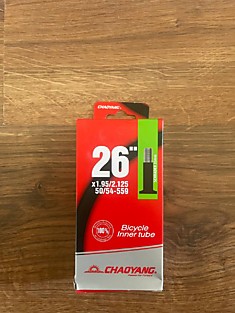 CHAOYANG
26"
x1.95/2.125
50/54-559
100%
Bicycle
Inner tube
CHAOYANG